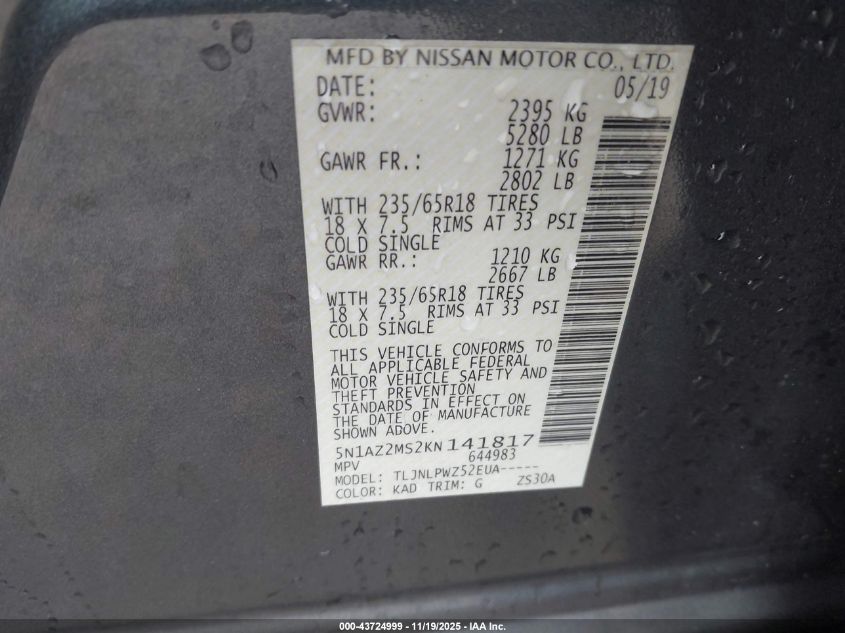 MFD BY NISSAN MOTOR CO., LTD.
DATE: 05/19
GVWR: 2395 KG
5280 LB
GAWR FR.: 1271 KG
2802 LB
WITH 235/65R18 TIRES
18 X 7.5 RIMS AT 33 PSI
COLD SINGLE
GAWR RR.: 1210 KG
2667 LB
WITH 235/65R18 TIRES
18 X 7.5 RIMS AT 33 PSI
COLD SINGLE
THIS VEHICLE CONFORMS TO
ALL APPLICABLE FEDERAL
MOTOR VEHICLE SAFETY AND
THEFT PREVENTION
STANDARDS IN EFFECT ON
THE DATE OF MANUFACTURE
SHOWN ABOVE.
5N1AZ2MS2KN141817
MPV 644983
MODEL: TLJNLPWZ52EUA-----
COLOR: KAD TRIM: G ZS30A
000-43724999 — 11/19/2025 — IAA Inc.